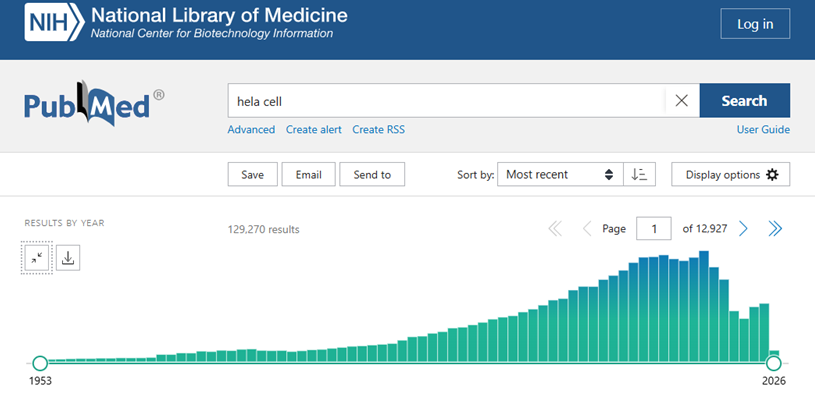 NIH National Library of Medicine
National Center for Biotechnology Information
Log in
PubMed®
hela cell
Search
Advanced Create alert Create RSS
User Guide
Save Email Send to
Sort by: Most recent
Display options
RESULTS BY YEAR
129,270 results
Page 1 of 12,927
1953
2026